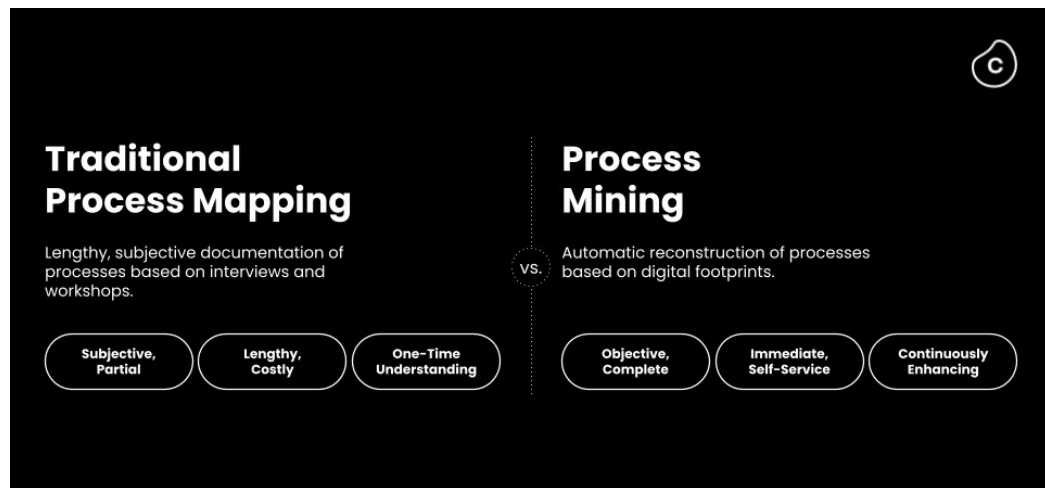 C
Traditional
Process Mapping
Lengthy, subjective documentation of
processes based on interviews and
workshops.
Subjective,
Partial
Lengthy,
Costly
One-Time
Understanding
vs.
Process
Mining
Automatic reconstruction of processes
based on digital footprints.
Objective,
Complete
Immediate,
Self-Service
Continuously
Enhancing